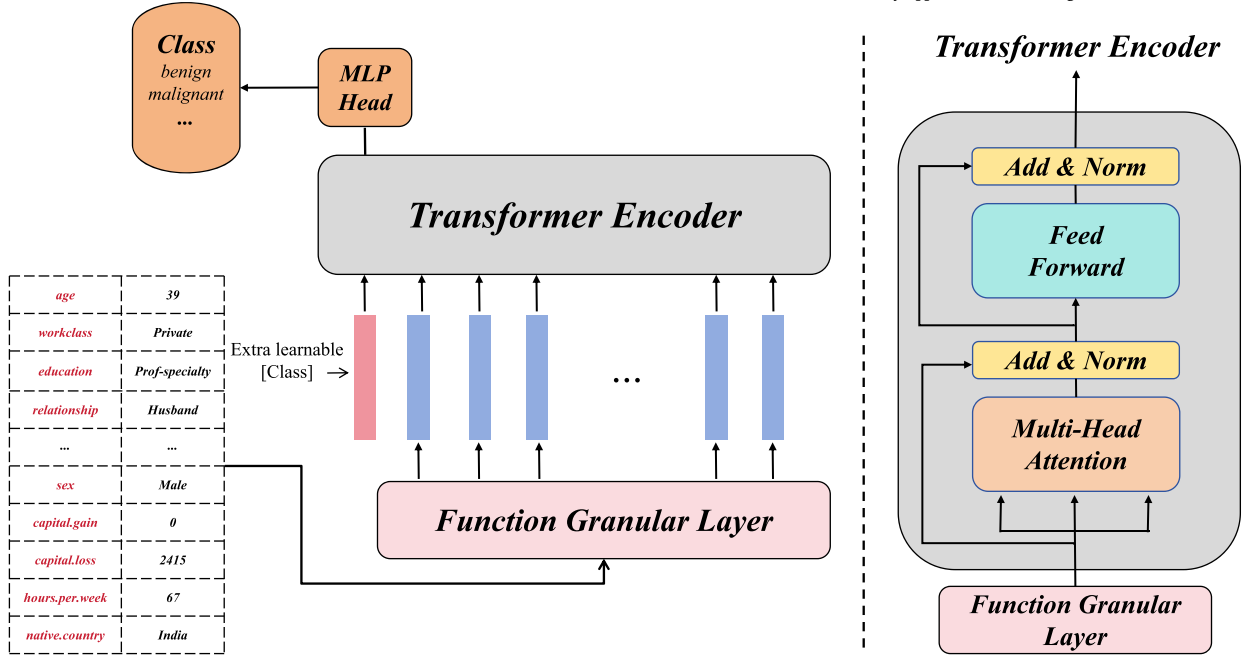 Class
benign
malignant
...
MLP
Head
Transformer Encoder
age 39
workclass Private
education Prof-specialty
relationship Husband
... ...
sex Male
capital.gain 0
capital.loss 2415
hours.per.week 67
native.country India
Extra learnable
[Class]
...
Function Granular Layer
Transformer Encoder
Add & Norm
Feed
Forward
Add & Norm
Multi-Head
Attention
Function Granular
Layer